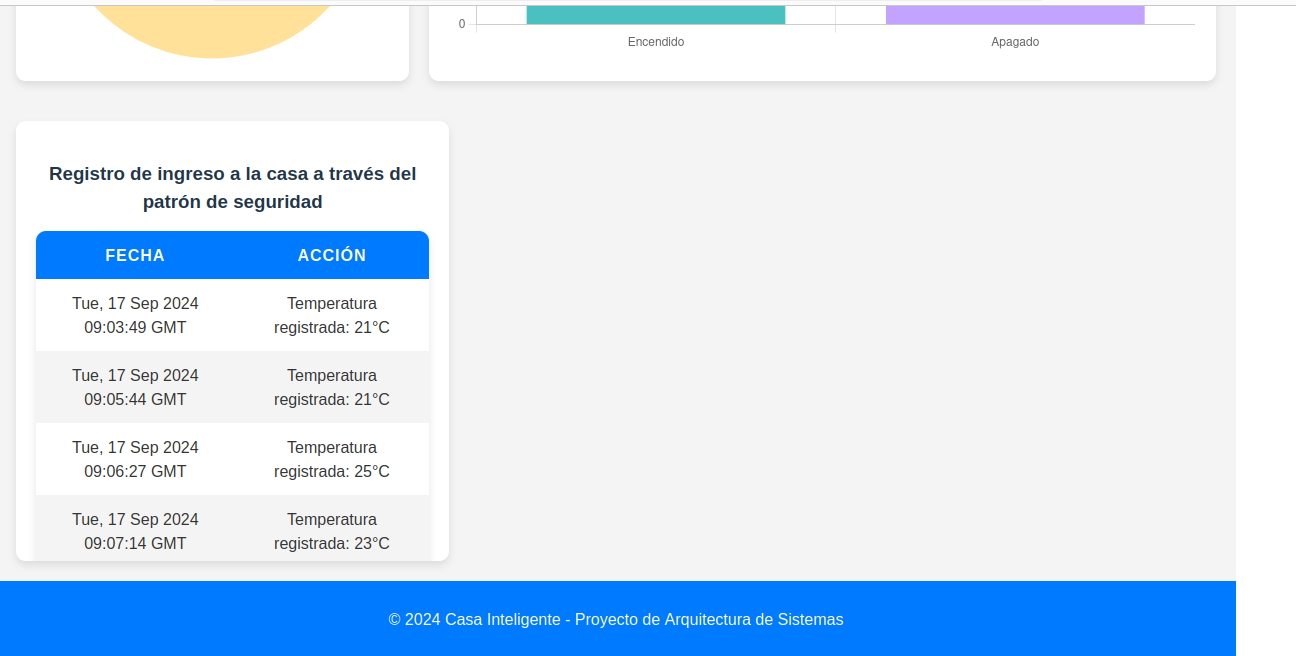 0
Encendido
Apagado
Registro de ingreso a la casa a través del
patrón de seguridad
FECHA
ACCIÓN
Tue, 17 Sep 2024
09:03:49 GMT
Temperatura
registrada: 21°C
Tue, 17 Sep 2024
09:05:44 GMT
Temperatura
registrada: 21°C
Tue, 17 Sep 2024
09:06:27 GMT
Temperatura
registrada: 25°C
Tue, 17 Sep 2024
09:07:14 GMT
Temperatura
registrada: 23°C
© 2024 Casa Inteligente - Proyecto de Arquitectura de Sistemas